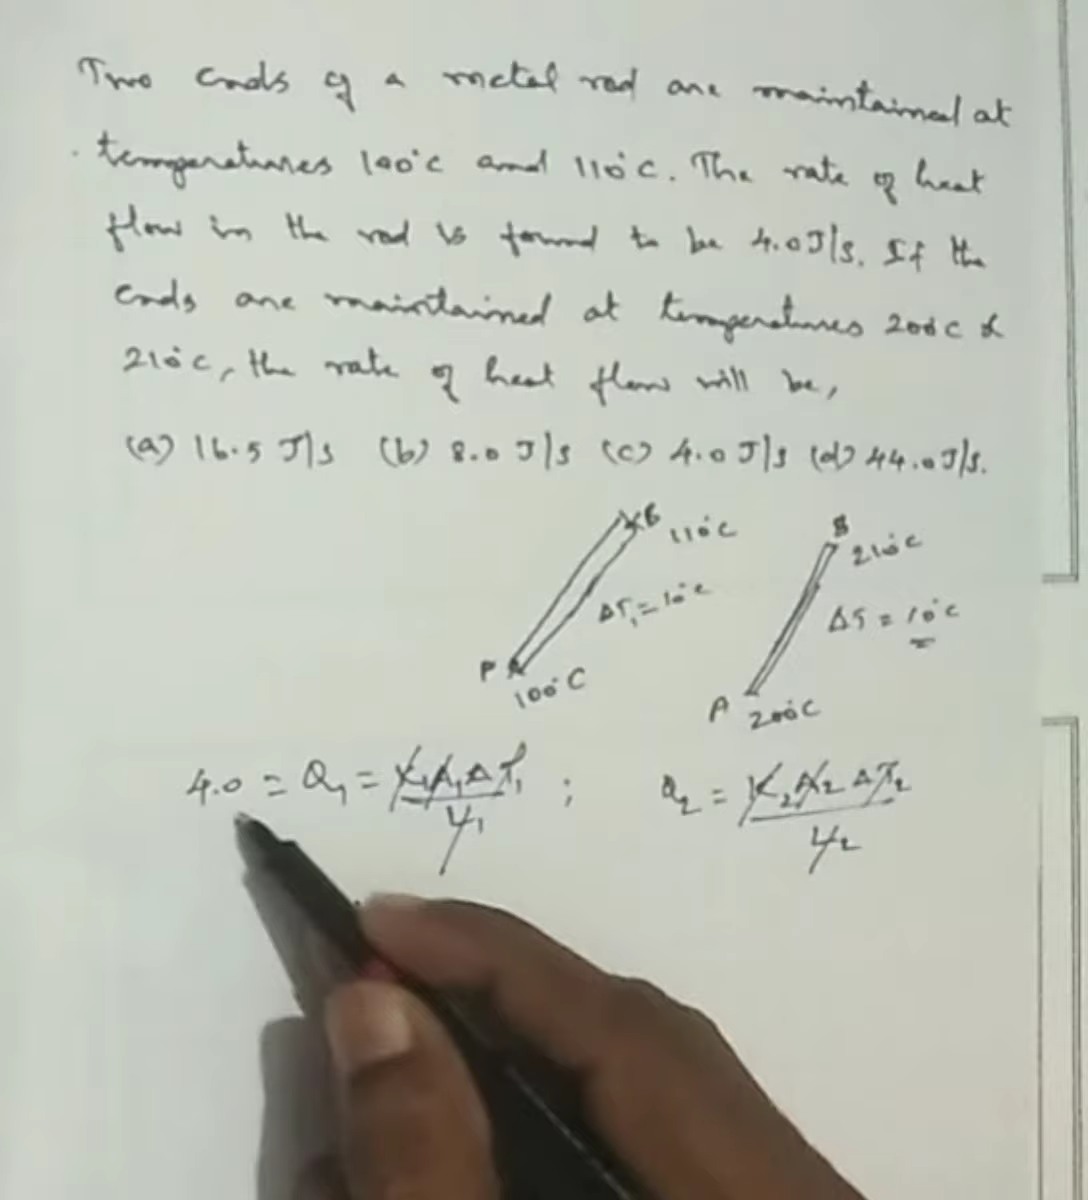 Two ends of a metal rod are maintained at
temperatures 100°C and 110°C. The rate of heat
flow in the rod is found to be 4.0 J/s. If the
ends are maintained at temperatures 200°C &
210°C, the rate of heat flow will be,
(a) 16.5 J/s (b) 8.0 J/s (c) 4.0 J/s (d) 44.0 J/s.
110°C
B
210°C
ΔT₁ = 10°C
ΔT = 10°C
P
100°C
A 200°C
4.0 = Q₁ = K₁A₁ΔT₁ / L₁ ; Q₂ = K₂A₂ΔT₂ / L₂